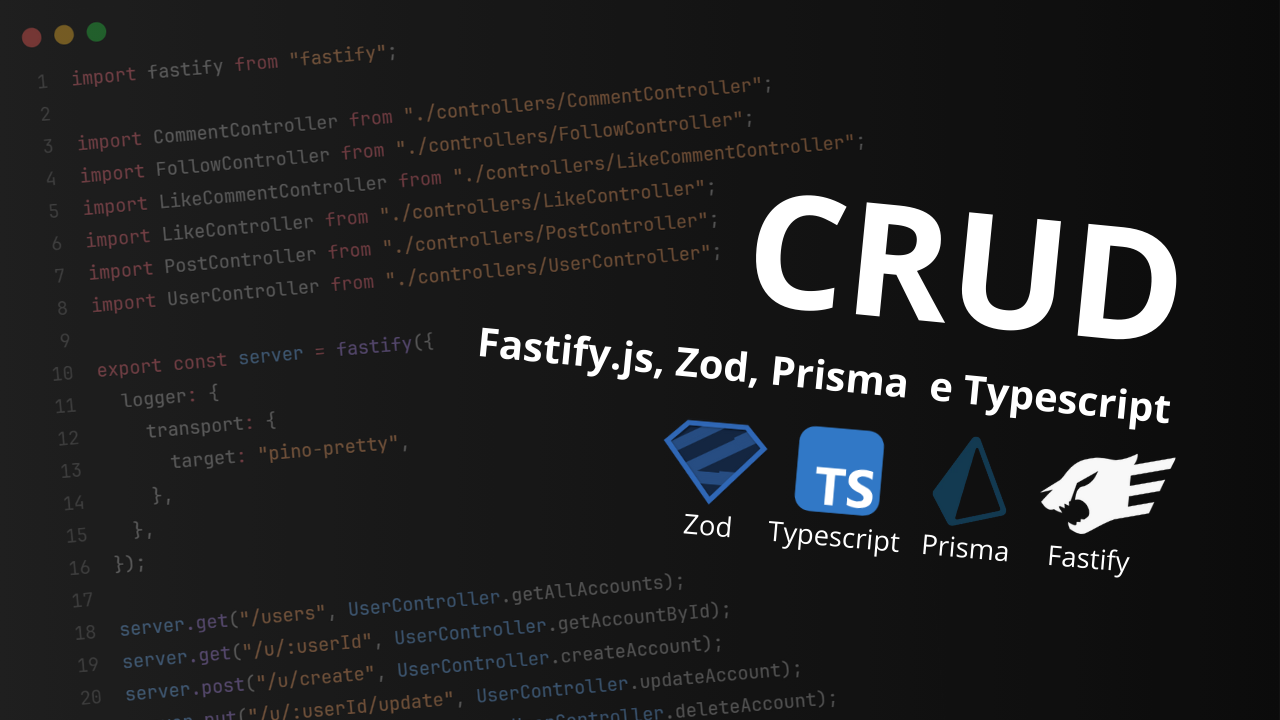 1 import fastify from "fastify";
2
3 import CommentController from "./controllers/CommentController";
4 import FollowController from "./controllers/FollowController";
5 import LikeCommentController from "./controllers/LikeCommentController";
6 import LikeController from "./controllers/LikeController";
7 import PostController from "./controllers/PostController";
8 import UserController from "./controllers/UserController";
9
10 export const server = fastify({
11 logger: {
12 transport: {
13 target: "pino-pretty",
14 },
15 },
16 });
17
18 server.get("/users", UserController.getAllAccounts);
19 server.get("/u/:userId", UserController.getAccountById);
20 server.post("/u/create", UserController.createAccount);
"/u/:userId/update", UserController.updateAccount);
.deleteAccount);
CRUD
Fastify.js, Zod, Prisma e Typescript
TS
Zod
Typescript
Prisma
Fastify